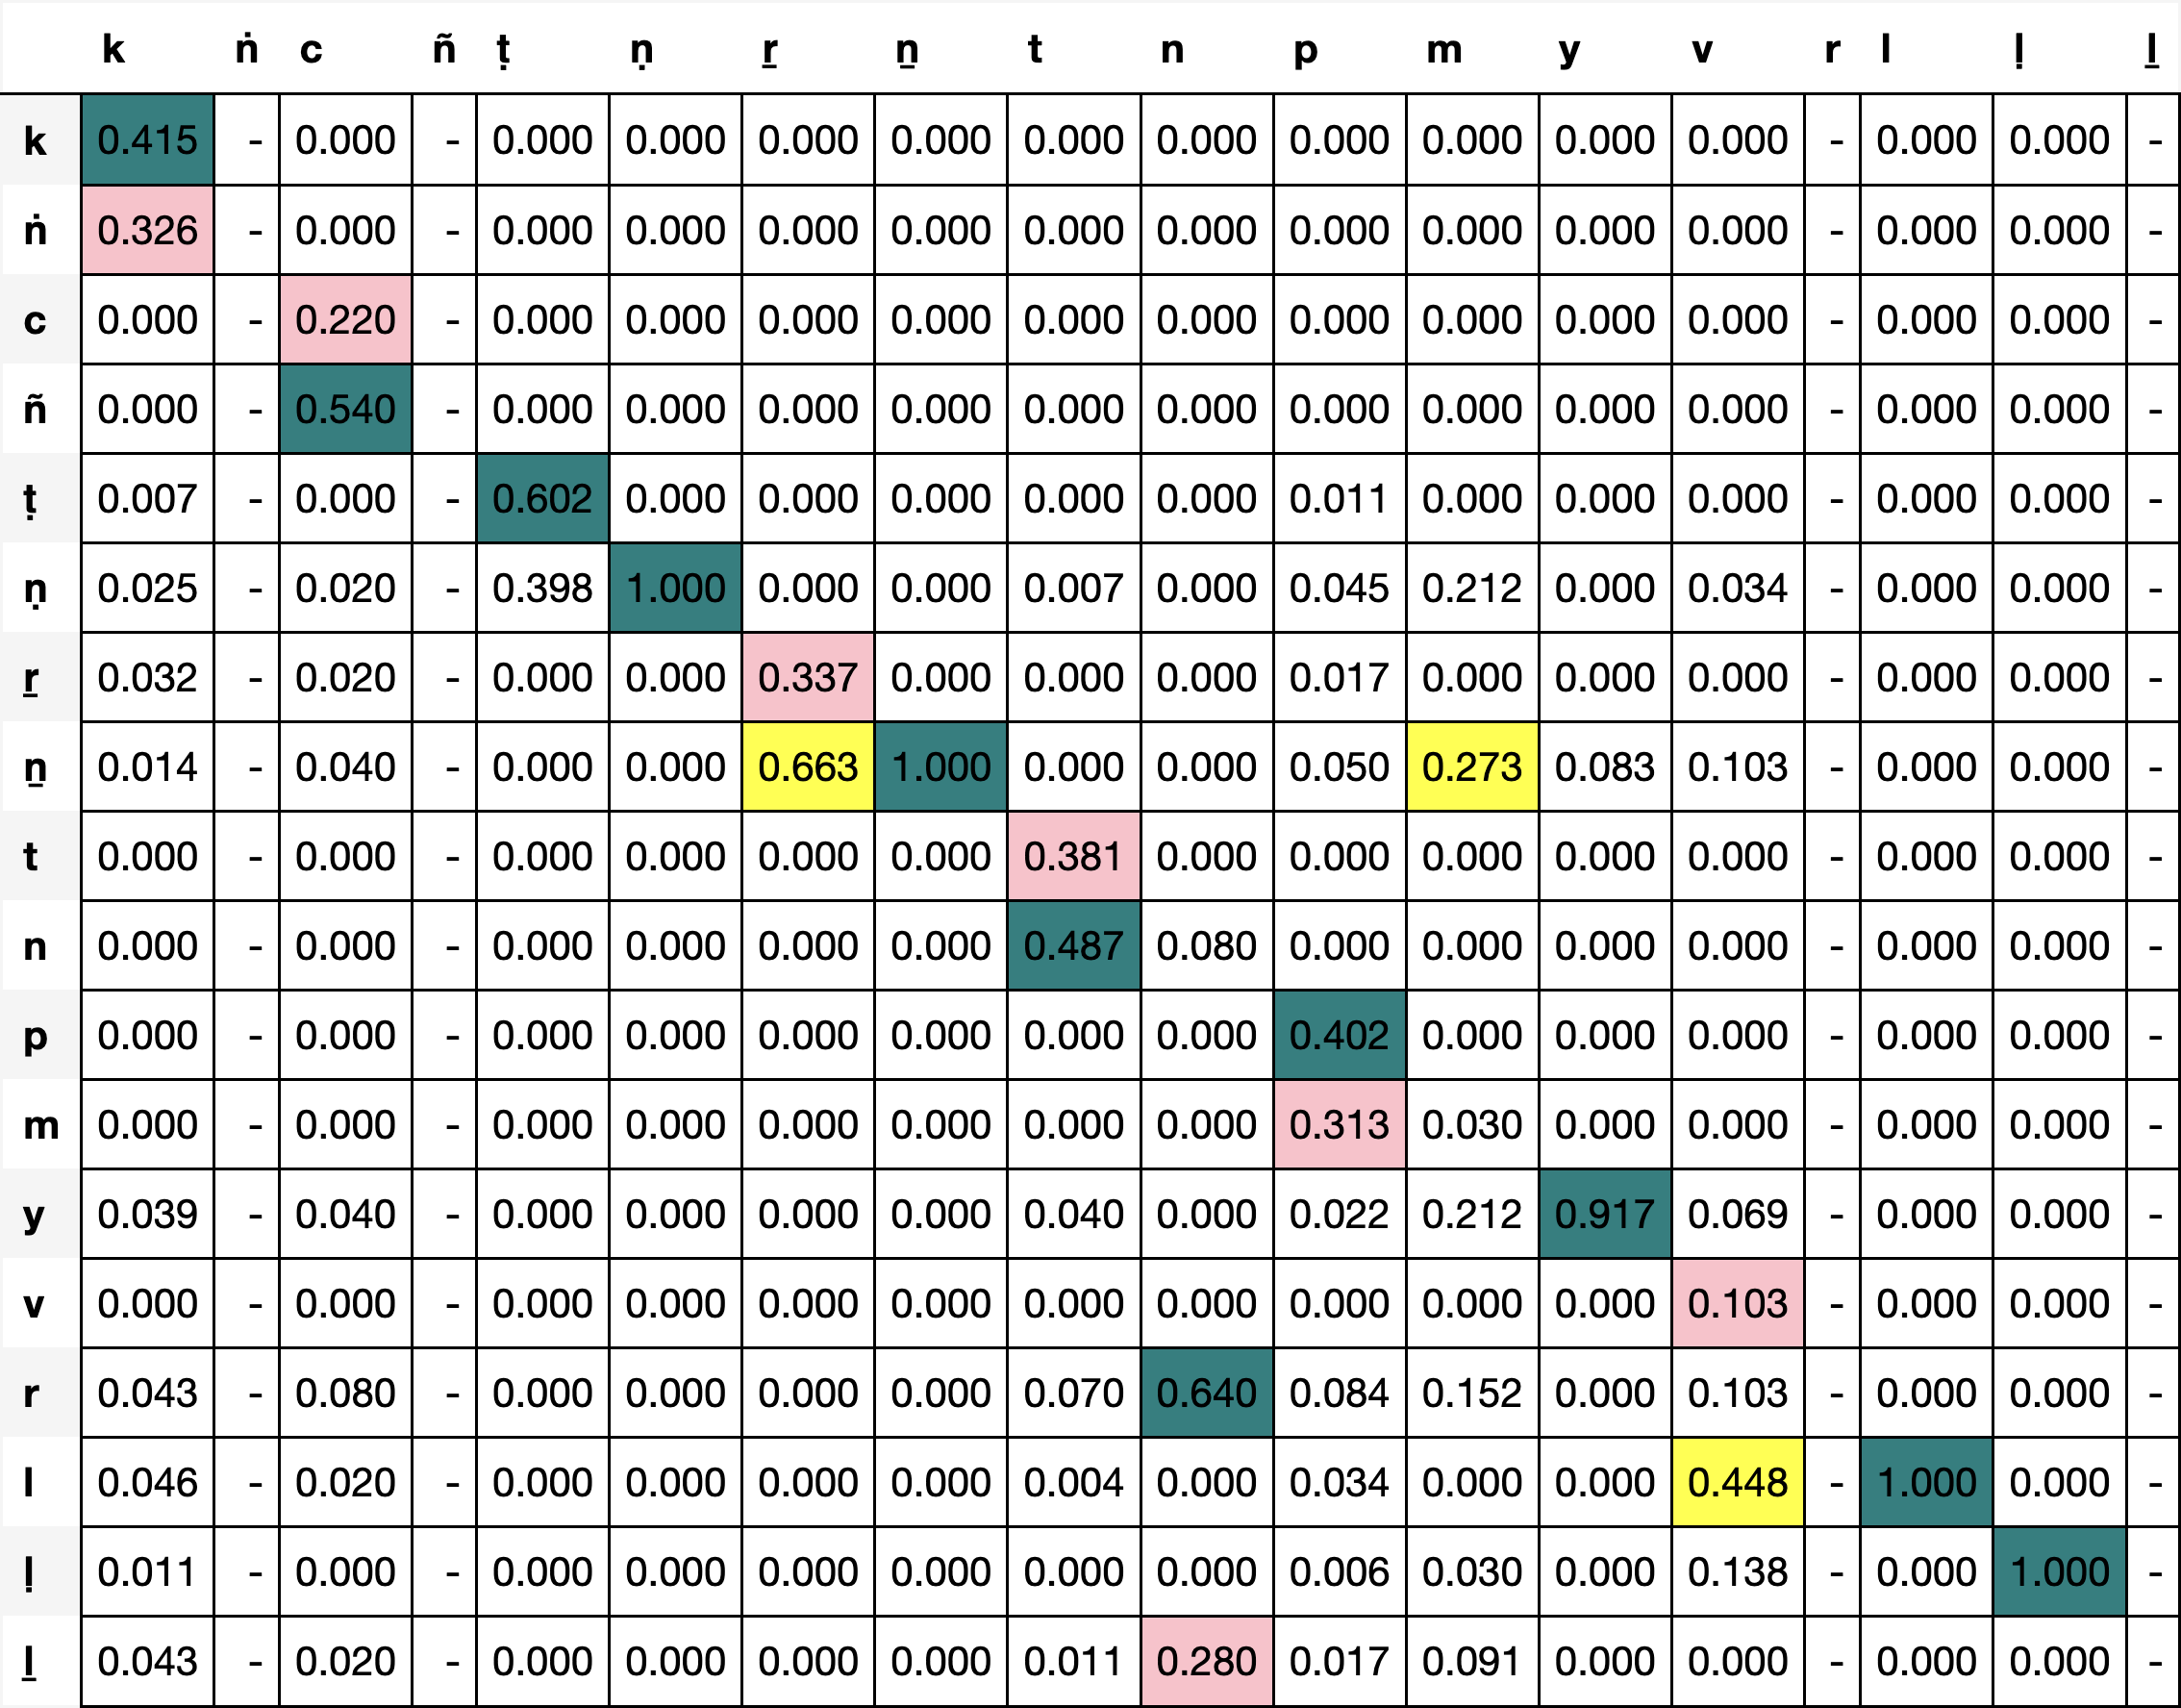 k ṅ c ñ ṭ ṇ ṟ ṉ t n p m y v r l ḷ ḻ
k 0.415 - 0.000 - 0.000 0.000 0.000 0.000 0.000 0.000 0.000 0.000 0.000 0.000 - 0.000 0.000 -
ṅ 0.326 - 0.000 - 0.000 0.000 0.000 0.000 0.000 0.000 0.000 0.000 0.000 0.000 - 0.000 0.000 -
c 0.000 - 0.220 - 0.000 0.000 0.000 0.000 0.000 0.000 0.000 0.000 0.000 0.000 - 0.000 0.000 -
ñ 0.000 - 0.540 - 0.000 0.000 0.000 0.000 0.000 0.000 0.000 0.000 0.000 0.000 - 0.000 0.000 -
ṭ 0.007 - 0.000 - 0.602 0.000 0.000 0.000 0.000 0.000 0.011 0.000 0.000 0.000 - 0.000 0.000 -
ṇ 0.025 - 0.020 - 0.398 1.000 0.000 0.000 0.007 0.000 0.045 0.212 0.000 0.034 - 0.000 0.000 -
ṟ 0.032 - 0.020 - 0.000 0.000 0.337 0.000 0.000 0.000 0.017 0.000 0.000 0.000 - 0.000 0.000 -
ṉ 0.014 - 0.040 - 0.000 0.000 0.663 1.000 0.000 0.000 0.050 0.273 0.083 0.103 - 0.000 0.000 -
t 0.000 - 0.000 - 0.000 0.000 0.000 0.000 0.381 0.000 0.000 0.000 0.000 0.000 - 0.000 0.000 -
n 0.000 - 0.000 - 0.000 0.000 0.000 0.000 0.487 0.080 0.000 0.000 0.000 0.000 - 0.000 0.000 -
p 0.000 - 0.000 - 0.000 0.000 0.000 0.000 0.000 0.000 0.402 0.000 0.000 0.000 - 0.000 0.000 -
m 0.000 - 0.000 - 0.000 0.000 0.000 0.000 0.000 0.000 0.313 0.030 0.000 0.000 - 0.000 0.000 -
y 0.039 - 0.040 - 0.000 0.000 0.000 0.000 0.040 0.000 0.022 0.212 0.917 0.069 - 0.000 0.000 -
v 0.000 - 0.000 - 0.000 0.000 0.000 0.000 0.000 0.000 0.000 0.000 0.000 0.103 - 0.000 0.000 -
r 0.043 - 0.080 - 0.000 0.000 0.000 0.000 0.070 0.640 0.084 0.152 0.000 0.103 - 0.000 0.000 -
l 0.046 - 0.020 - 0.000 0.000 0.000 0.000 0.004 0.000 0.034 0.000 0.000 0.448 - 1.000 0.000 -
ḷ 0.011 - 0.000 - 0.000 0.000 0.000 0.000 0.000 0.000 0.006 0.030 0.000 0.138 - 0.000 1.000 -
ḻ 0.043 - 0.020 - 0.000 0.000 0.000 0.000 0.011 0.280 0.017 0.091 0.000 0.000 - 0.000 0.000 -